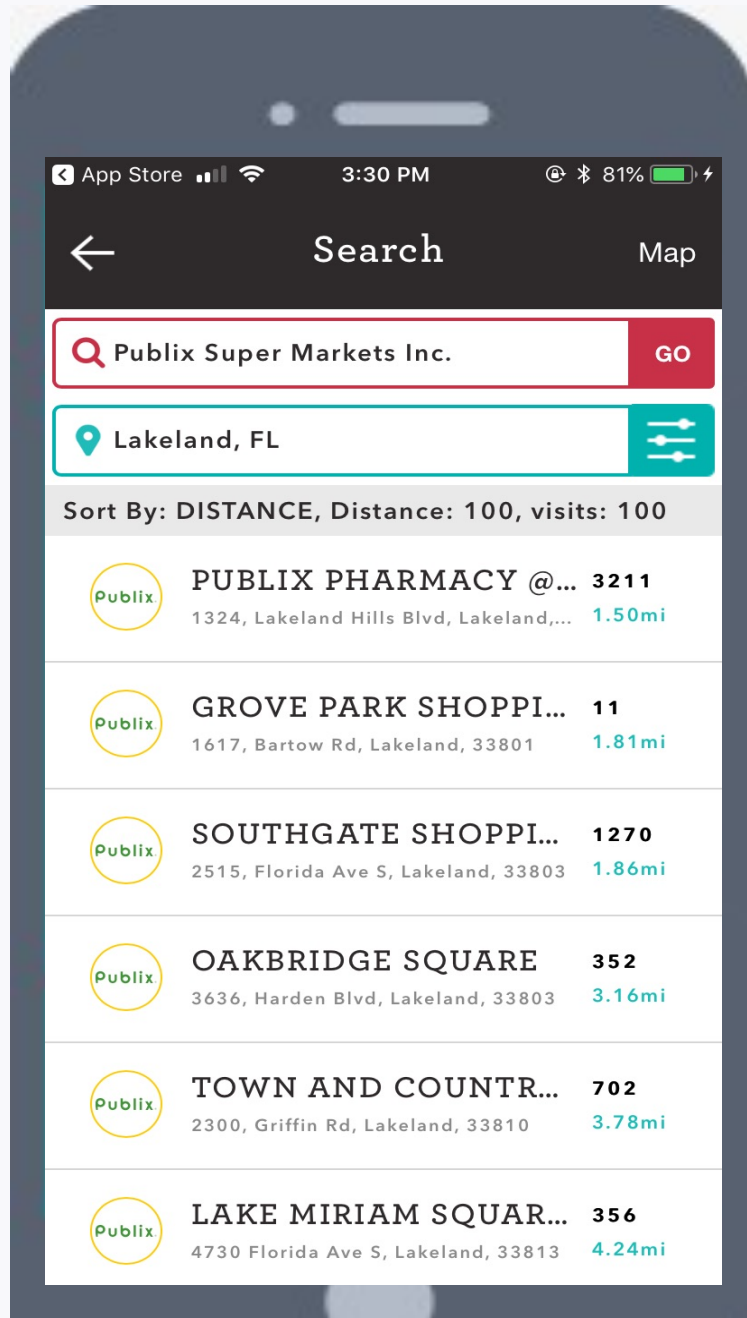 App Store 3:30 PM 81%
Search Map
Publix Super Markets Inc. GO
Lakeland, FL
Sort By: DISTANCE, Distance: 100, visits: 100
Publix. PUBLIX PHARMACY @... 3211
1324, Lakeland Hills Blvd, Lakeland,... 1.50mi
Publix. GROVE PARK SHOPPI... 11
1617, Bartow Rd, Lakeland, 33801 1.81mi
Publix. SOUTHGATE SHOPPI... 1270
2515, Florida Ave S, Lakeland, 33803 1.86mi
Publix. OAKBRIDGE SQUARE 352
3636, Harden Blvd, Lakeland, 33803 3.16mi
Publix. TOWN AND COUNTR... 702
2300, Griffin Rd, Lakeland, 33810 3.78mi
Publix. LAKE MIRIAM SQUAR... 356
4730 Florida Ave S, Lakeland, 33813 4.24mi